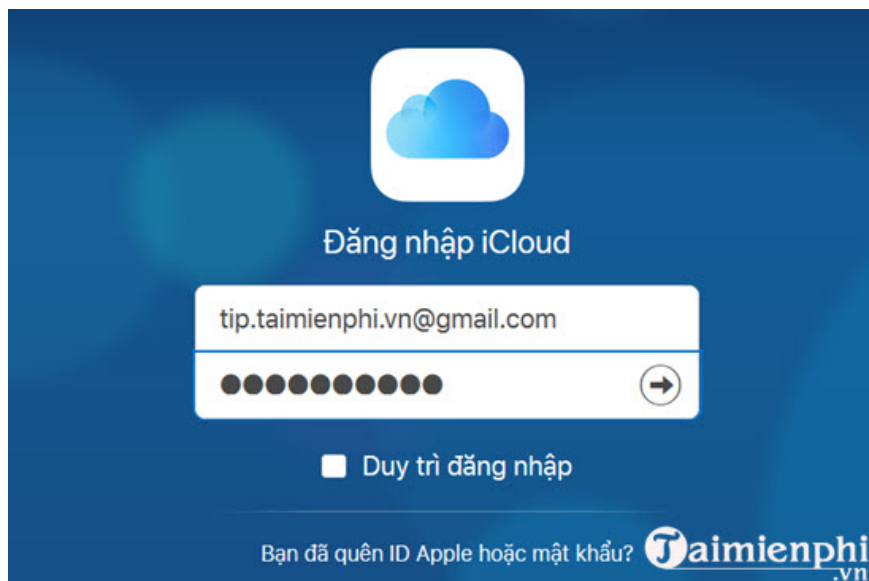 Đăng nhập iCloud
tip.taimienphi.vn@gmail.com
●●●●●●●●●●
Duy trì đăng nhập
Bạn đã quên ID Apple hoặc mật khẩu?
Taimienphi
.vn